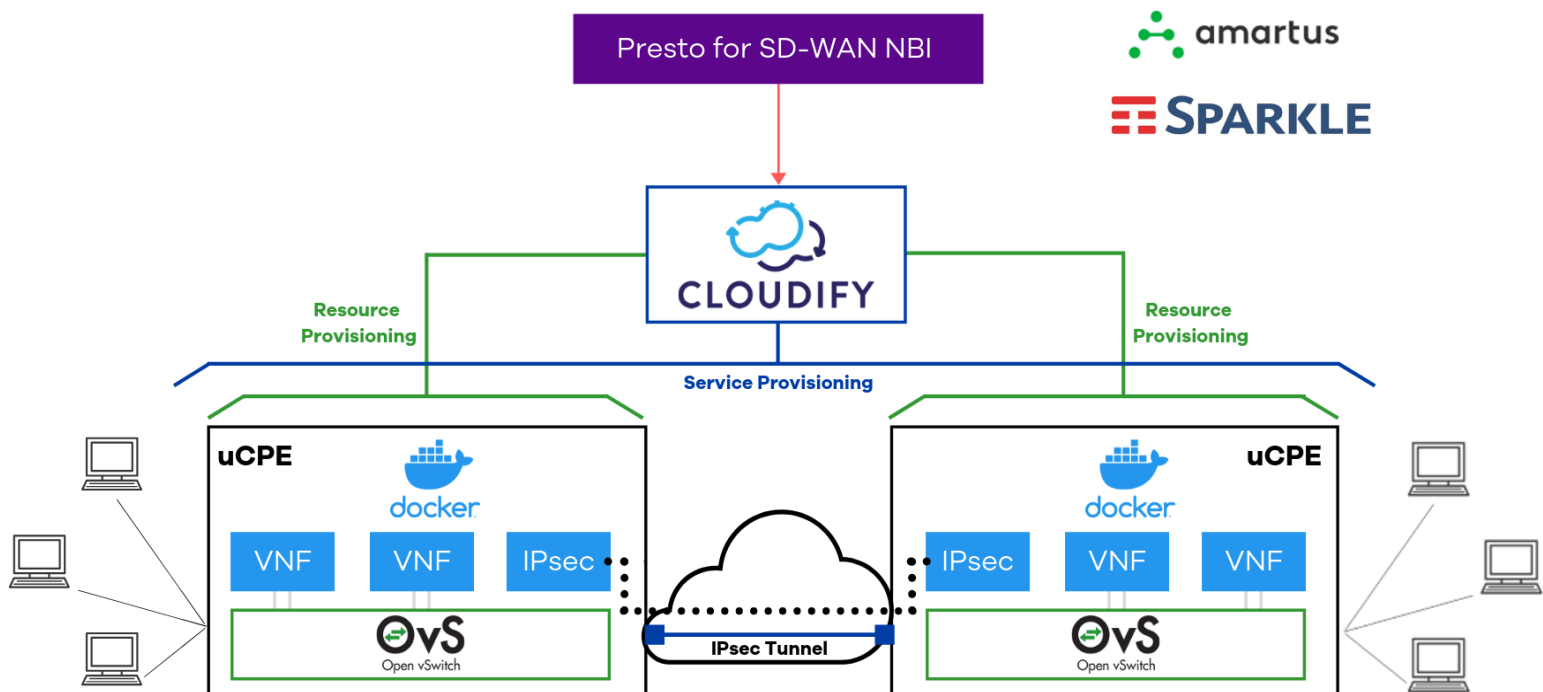 Presto for SD-WAN NBI
amartus
SPARKLE
CLOUDIFY
Resource
Provisioning
Resource
Provisioning
Service Provisioning
uCPE
docker
uCPE
docker
VNF
VNF
IPsec
IPsec
VNF
VNF
OvS
Open vSwitch
IPsec Tunnel
OvS
Open vSwitch